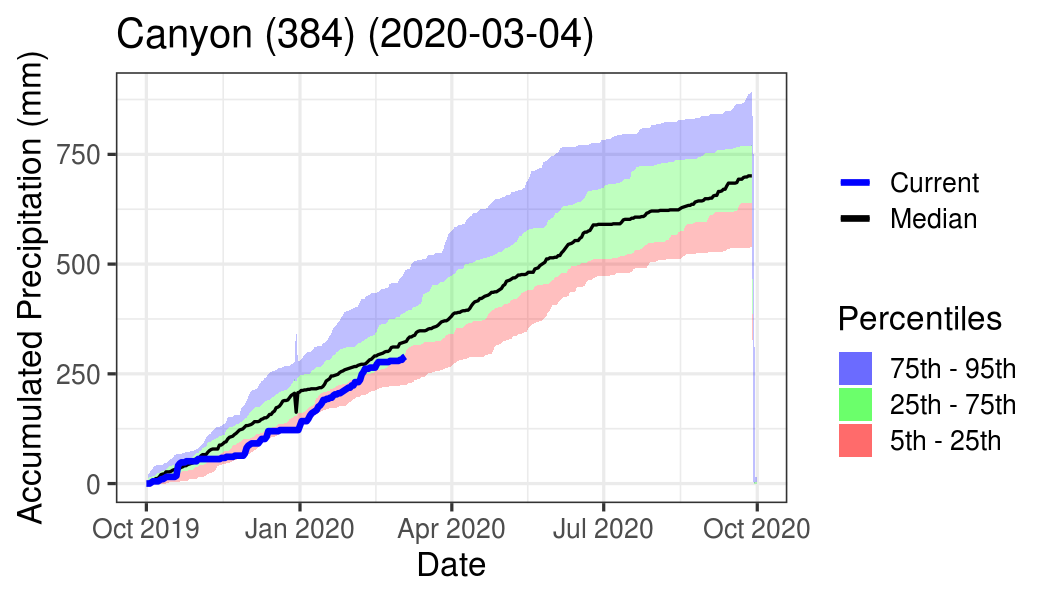 Canyon (384) (2020-03-04)
Accumulated Precipitation (mm)
750
500
250
0
Oct 2019
Jan 2020
Apr 2020
Jul 2020
Oct 2020
Date
Current
Median
Percentiles
75th - 95th
25th - 75th
5th - 25th